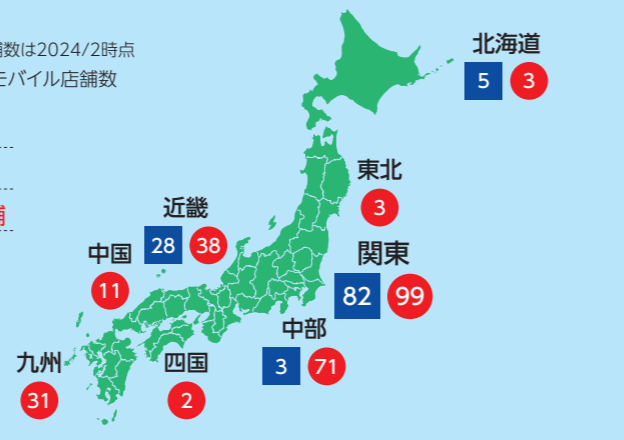 舗数は2024/2時点
モバイル店舗数
舗
北海道
5 3
東北
3
近畿
28 38
中国
11
関東
82 99
中部
3 71
九州
31
四国
2